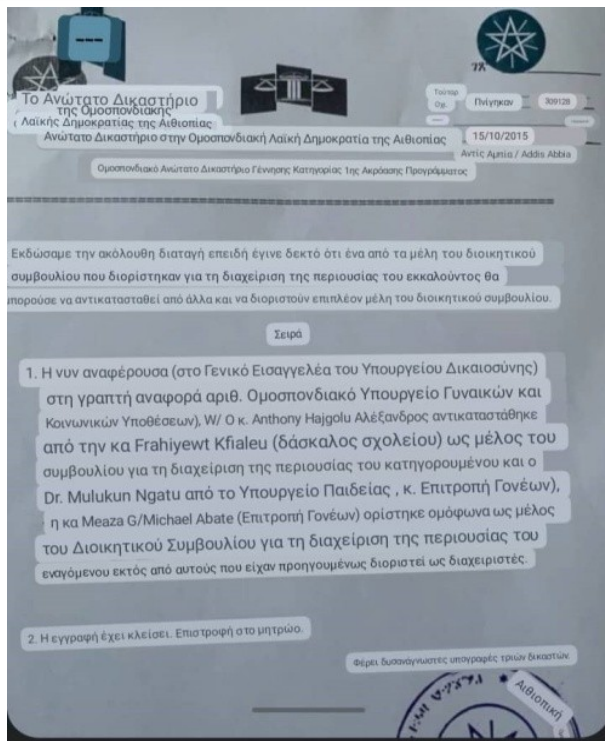 Το Ανώτατο Δικαστήριο
της Ομοσπονδιακής
Λαϊκής Δημοκρατίας της Αιθιοπίας
Ανώτατο Δικαστήριο στην Ομοσπονδιακή Λαϊκή Δημοκρατία της Αιθιοπίας
Πνίγηκαν 309128
15/10/2015
Αντίς Αμπία / Addis Abbia
Ομοσπονδιακό Ανώτατο Δικαστήριο Γέννησης Κατηγορίας 1ης Ακρόασης Προγράμματος
Εκδώσαμε την ακόλουθη διαταγή επειδή έγινε δεκτό ότι ένα από τα μέλη του διοικητικού
συμβουλίου που διορίστηκαν για τη διαχείριση της περιουσίας του εκκαλούντος θα
μπορούσε να αντικατασταθεί από άλλα και να διοριστούν επιπλέον μέλη του διοικητικού συμβουλίου.
Σειρά
1. Η νυν αναφέρουσα (στο Γενικό Εισαγγελέα του Υπουργείου Δικαιοσύνης)
στη γραπτή αναφορά αριθ. Ομοσπονδιακό Υπουργείο Γυναικών και
Κοινωνικών Υποθέσεων), W/ Ο κ. Anthony Hajgolu Αλέξανδρος αντικαταστάθηκε
από την κα Frahiyewt Kfialeu (δάσκαλος σχολείου) ως μέλος του
συμβουλίου για τη διαχείριση της περιουσίας του κατηγορουμένου και ο
Dr. Mulukun Ngatu από το Υπουργείο Παιδείας , κ. Επιτροπή Γονέων),
η κα Meaza G/Michael Abate (Επιτροπή Γονέων) ορίστηκε ομόφωνα ως μέλος
του Διοικητικού Συμβουλίου για τη διαχείριση της περιουσίας του
εναγόμενου εκτός από αυτούς που είχαν προηγουμένως διοριστεί ως διαχειριστές.
2. Η εγγραφή έχει κλείσει. Επιστροφή στο μητρώο.
Φέρει δυσανάγνωστες υπογραφές τριών δικαστών.
Αιθιοπική